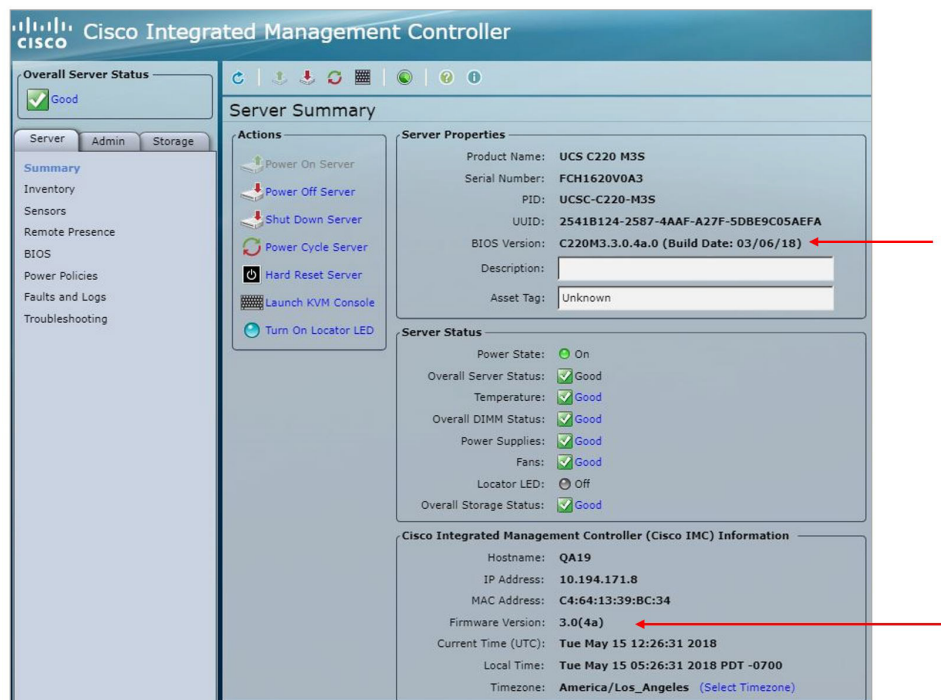 CISCO Cisco Integrated Management Controller
Overall Server Status
Good
Server Admin Storage
Summary
Inventory
Sensors
Remote Presence
BIOS
Power Policies
Faults and Logs
Troubleshooting
Server Summary
Actions
Power On Server
Power Off Server
Shut Down Server
Power Cycle Server
Hard Reset Server
Launch KVM Console
Turn On Locator LED
Server Properties
Product Name: UCS C220 M3S
Serial Number: FCH1620V0A3
PID: UCSC-C220-M3S
UUID: 2541B124-2587-4AAF-A27F-5DBE9C05AEFA
BIOS Version: C220M3.3.0.4a.0 (Build Date: 03/06/18)
Description:
Asset Tag: Unknown
Server Status
Power State: On
Overall Server Status: Good
Temperature: Good
Overall DIMM Status: Good
Power Supplies: Good
Fans: Good
Locator LED: Off
Overall Storage Status: Good
Cisco Integrated Management Controller (Cisco IMC) Information
Hostname: QA19
IP Address: 10.194.171.8
MAC Address: C4:64:13:39:BC:34
Firmware Version: 3.0(4a)
Current Time (UTC): Tue May 15 12:26:31 2018
Local Time: Tue May 15 05:26:31 2018 PDT -0700
Timezone: America/Los_Angeles (Select Timezone)